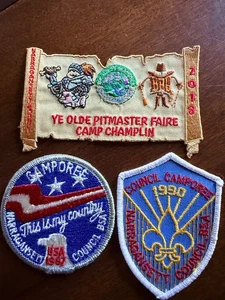 NARRAGANSETT
2018
YE OLDE PITMASTER FAIRE
CAMP CHAMPLIN
CAMPOREE
This is my country
USA
NARRAGANSETT COUNCIL BSA
COUNCIL CAMPOREE
1990
NARRAGANSETT COUNCIL BSA